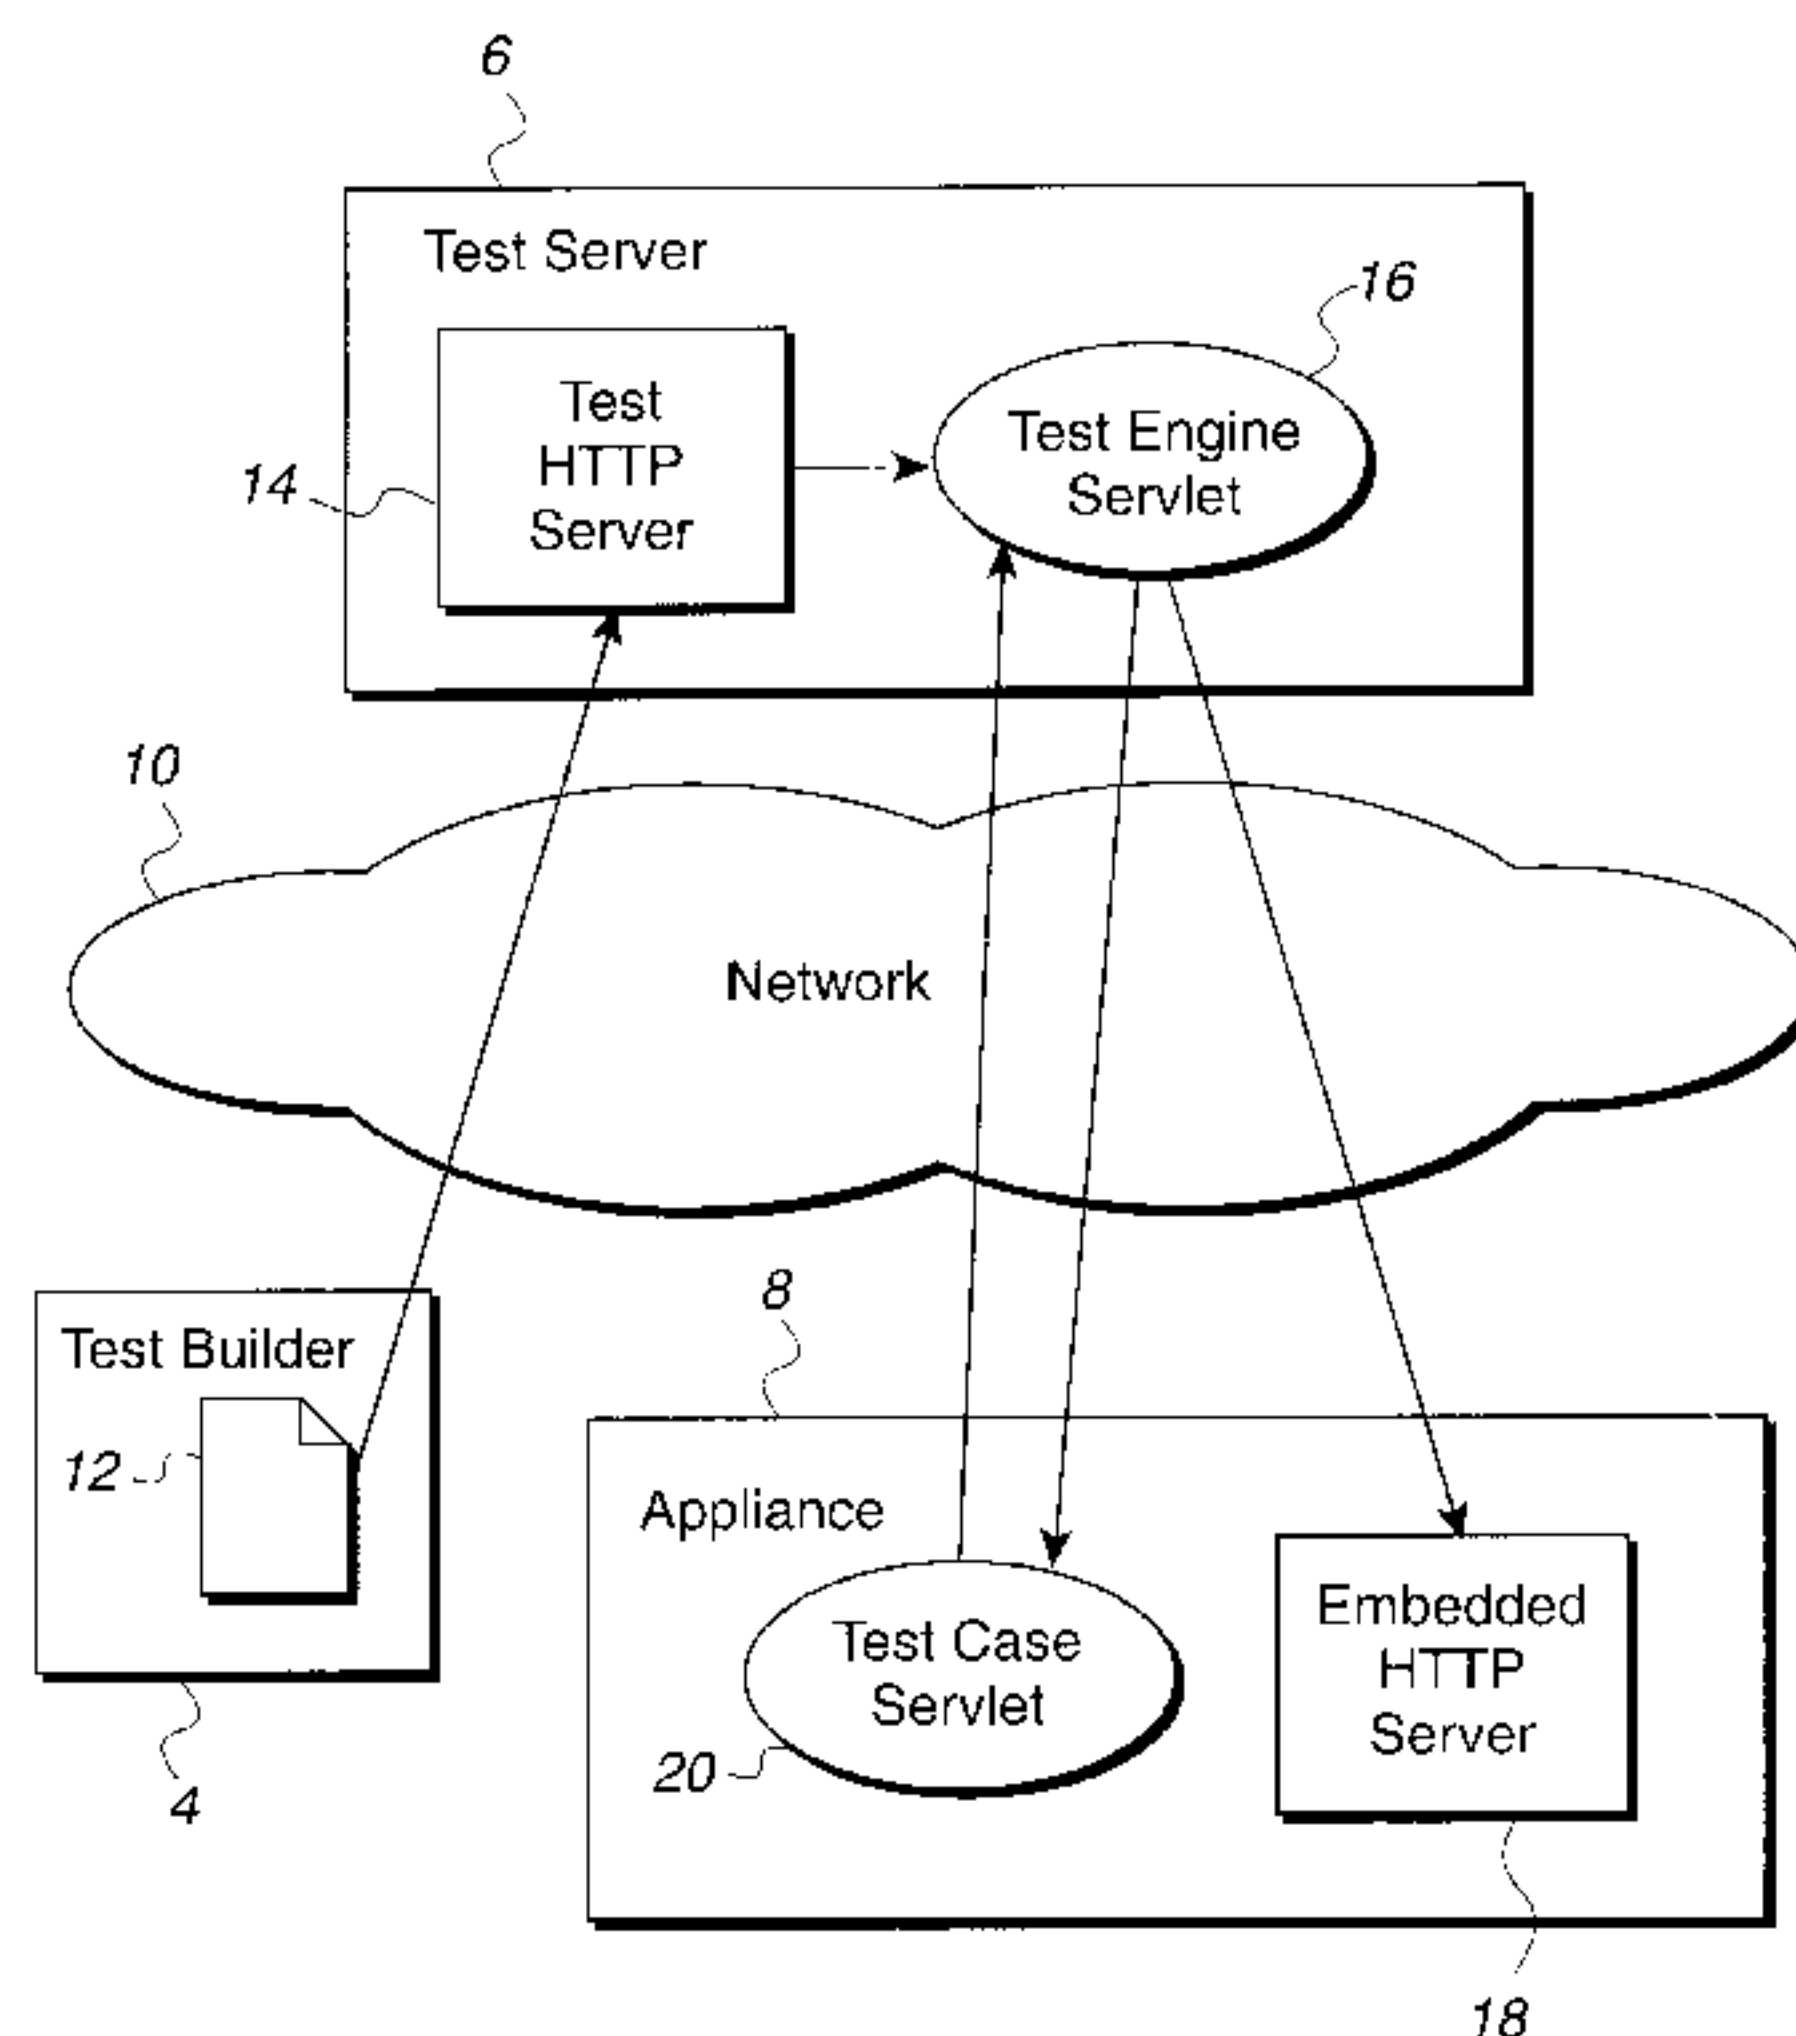 6
Test Server
16
Test
HTTP
Server
14
Test Engine
Servlet
10
Network
8
Test Builder
12
4
Appliance
Test Case
Servlet
20
Embedded
HTTP
Server
18